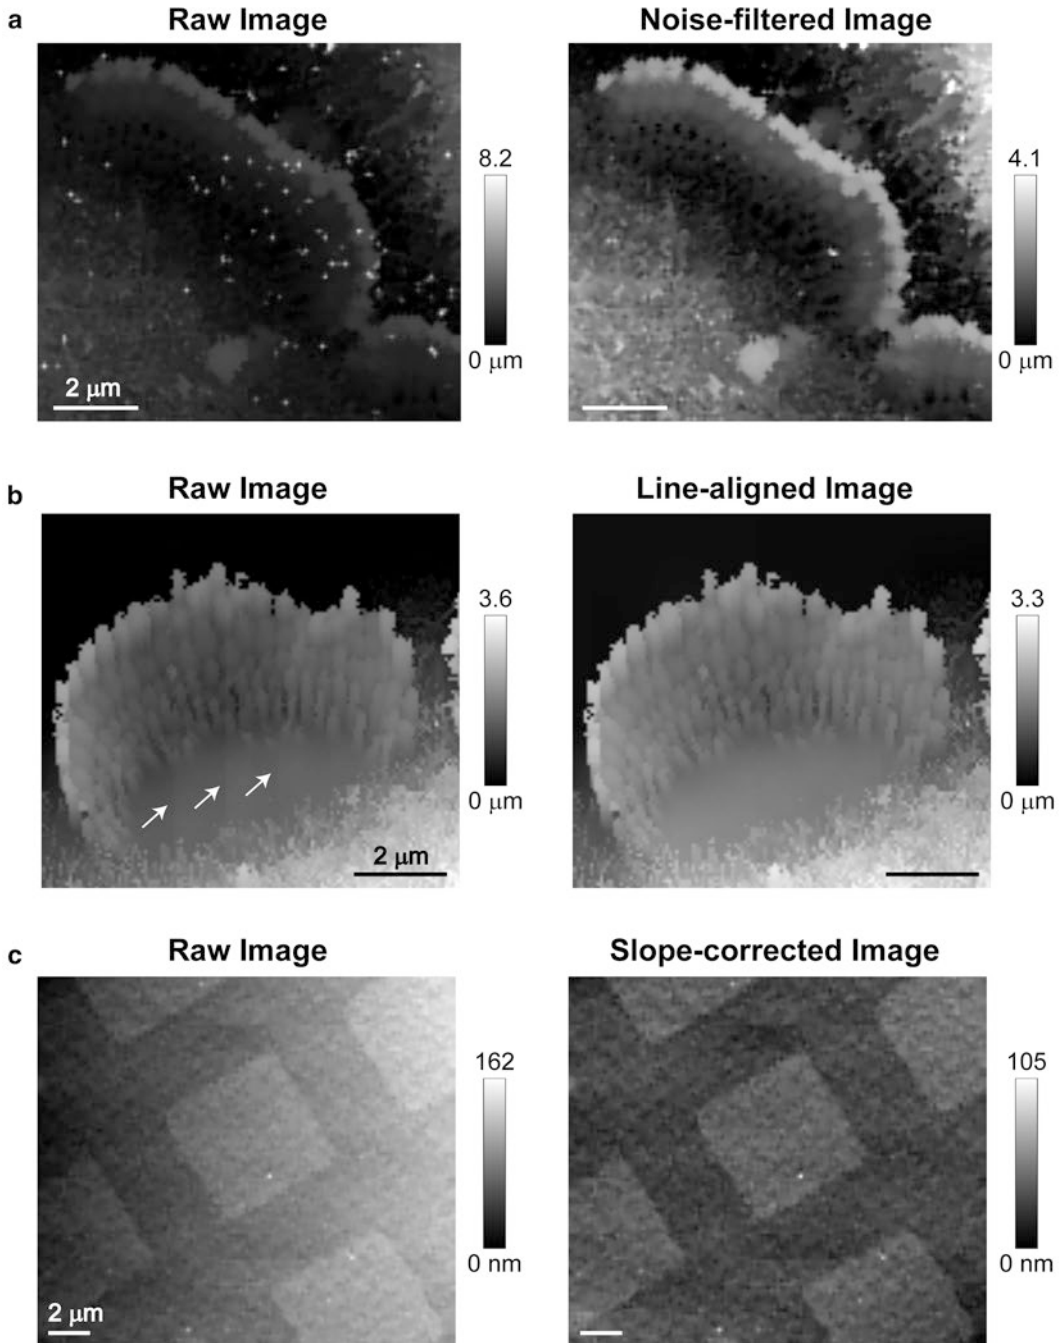 a
Raw Image
Noise-filtered Image
8.2
0 μm
2 μm
4.1
0 μm
b
Raw Image
Line-aligned Image
3.6
0 μm
2 μm
3.3
0 μm
c
Raw Image
Slope-corrected Image
162
0 nm
2 μm
105
0 nm